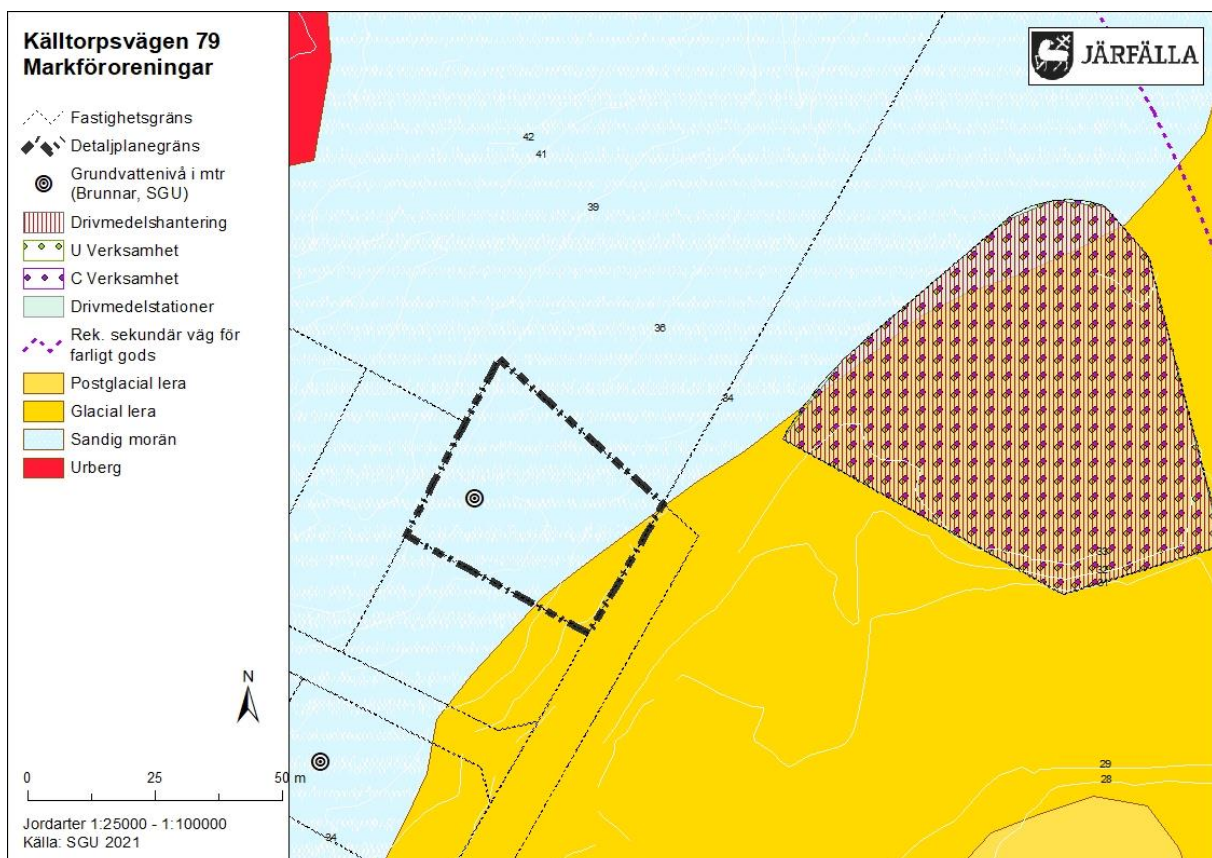 Källtorpsvägen 79
Markföroreningar
Fastighetsgräns
Detaljplanegräns
Grundvattenivå i mtr
(Brunnar, SGU)
Drivmedelshantering
U Verksamhet
C Verksamhet
Drivmedelstationer
Rek. sekundär väg för
farligt gods
Postglacial lera
Glacial lera
Sandig morän
Urberg
N
0 25 50 m
Jordarter 1:25000 - 1:100000
Källa: SGU 2021
JÄRFÄLLA
42
41
39
36
34
33
29
28
34